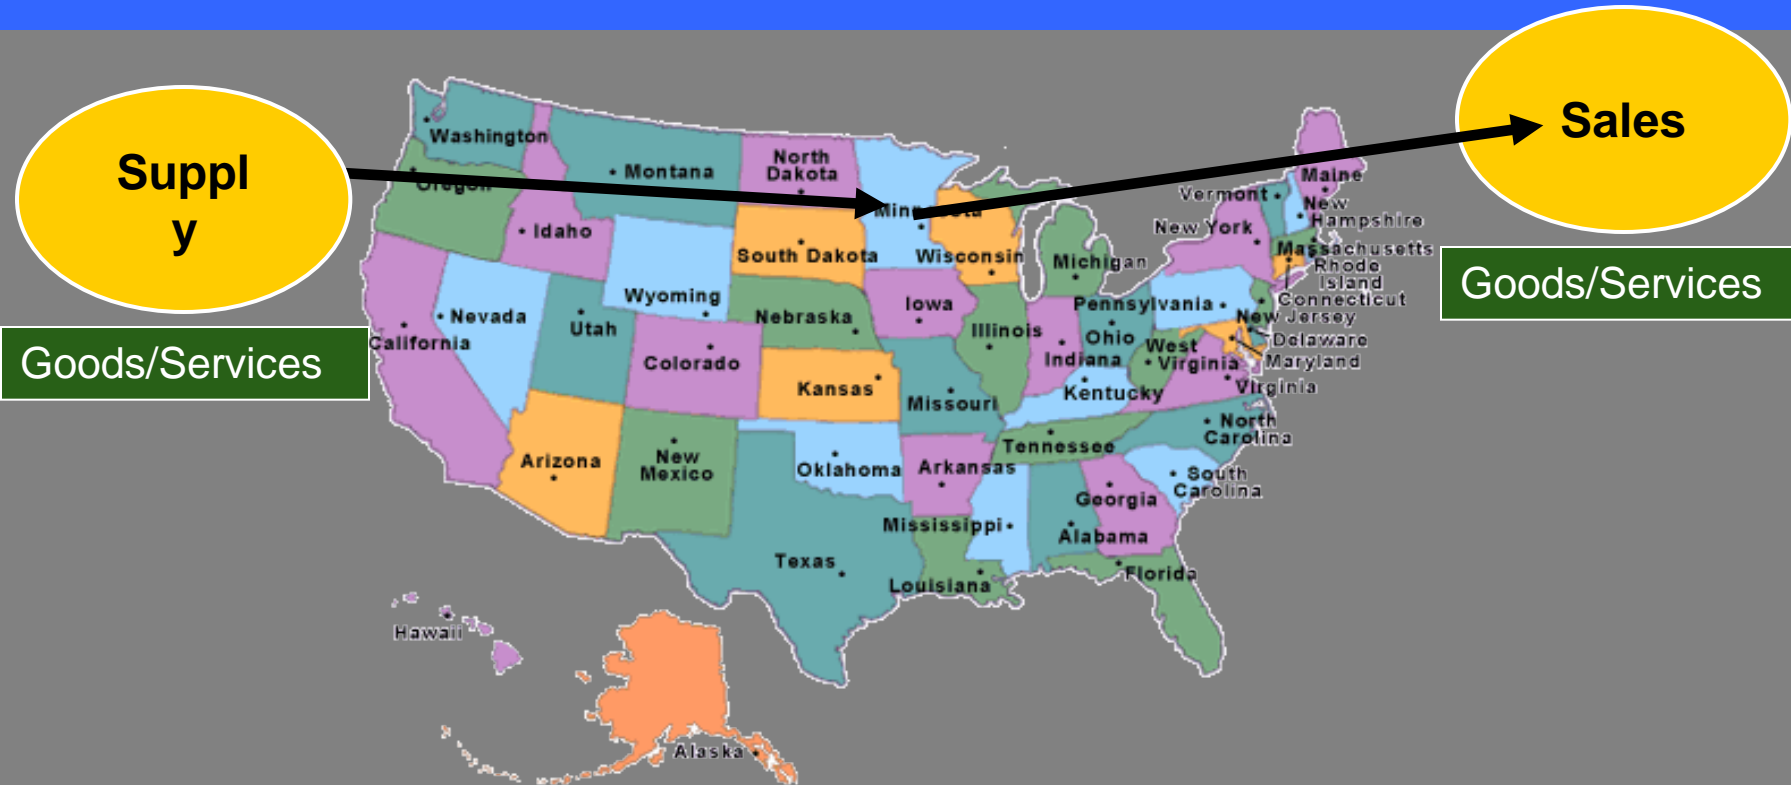 Suppl
y
Goods/Services
Sales
Goods/Services
Washington
Oregon
Montana
North
Dakota
Minnesota
Idaho
South Dakota
Wisconsin
Michigan
Vermont
Maine
New
Hampshire
New York
Massachusetts
Rhode
Island
Connecticut
New Jersey
Delaware
Maryland
Pennsylvania
Wyoming
Nebraska
Iowa
Illinois
Indiana
Ohio
West
Virginia
Virginia
Nevada
Utah
California
Colorado
Kansas
Missouri
Kentucky
North
Carolina
Tennessee
Arizona
New
Mexico
Oklahoma
Arkansas
South
Carolina
Georgia
Mississippi
Alabama
Texas
Louisiana
Florida
Hawaii
Alaska